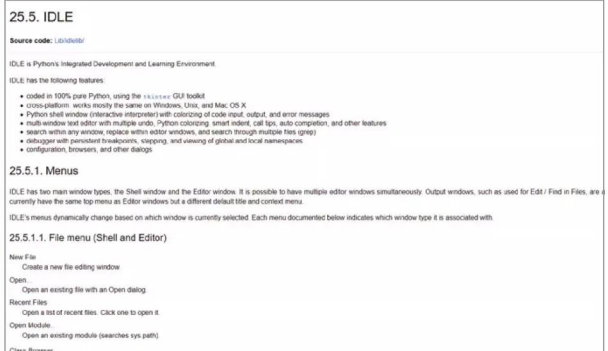 25.5. IDLE
Source code: Lib/idlelib/
IDLE is Python's Integrated Development and Learning Environment.
IDLE has the following features:
• coded in 100% pure Python, using the tkinter GUI toolkit
• cross-platform: works mostly the same on Windows, Unix, and Mac OS X
• Python shell window (interactive interpreter) with colorizing of code input, output, and error messages
• multi-window text editor with multiple undo, Python colorizing, smart indent, call tips, auto completion, and other features
• search within any window, replace within editor windows, and search through multiple files (grep)
• debugger with persistent breakpoints, stepping, and viewing of global and local namespaces
• configuration, browsers, and other dialogs
25.5.1. Menus
IDLE has two main window types, the Shell window and the Editor window. It is possible to have multiple editor windows simultaneously. Output windows, such as used for Edit / Find in Files, are
currently have the same top menu as Editor windows but a different default title and context menu.
IDLE's menus dynamically change based on which window is currently selected. Each menu documented below indicates which window type it is associated with.
25.5.1.1. File menu (Shell and Editor)
New File
Create a new file editing window.
Open...
Open an existing file with an Open dialog.
Recent Files
Open a list of recent files. Click one to open it.
Open Module...
Open an existing module (searches sys.path).
Class Browser